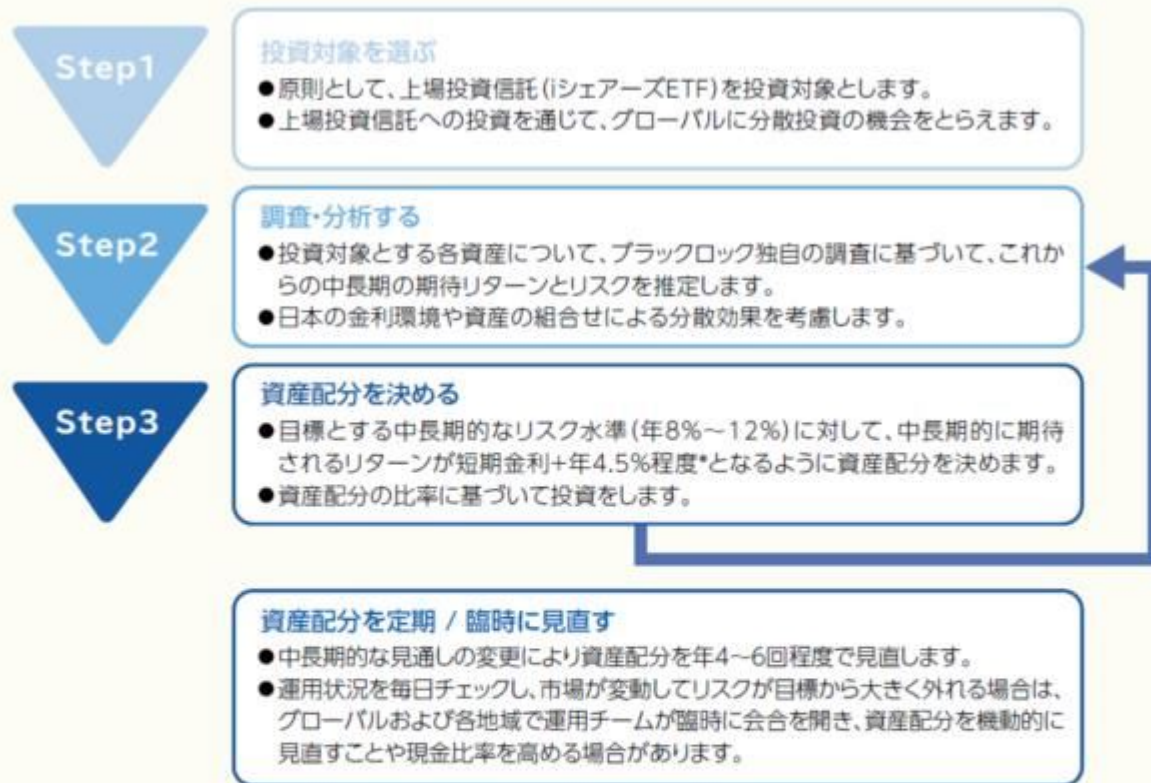 Step1
投資対象を選ぶ
●原則として、上場投資信託(iシェアーズETF)を投資対象とします。
●上場投資信託への投資を通じて、グローバルに分散投資の機会をとらえます。
Step2
調査・分析する
●投資対象とする各資産について、ブラックロック独自の調査に基づいて、これか
らの中長期の期待リターンとリスクを推定します。
●日本の金利環境や資産の組合せによる分散効果を考慮します。
Step3
資産配分を決める
●目標とする中長期的なリスク水準(年8%～12%)に対して、中長期的に期待
されるリターンが短期金利+年4.5%程度*となるように資産配分を決めます。
●資産配分の比率に基づいて投資をします。
資産配分を定期 / 臨時に見直す
●中長期的な見通しの変更により資産配分を年4～6回程度で見直します。
●運用状況を毎日チェックし、市場が変動してリスクが目標から大きく外れる場合は、
グローバルおよび各地域で運用チームが臨時に会合を開き、資産配分を機動的に
見直すことや現金比率を高める場合があります。